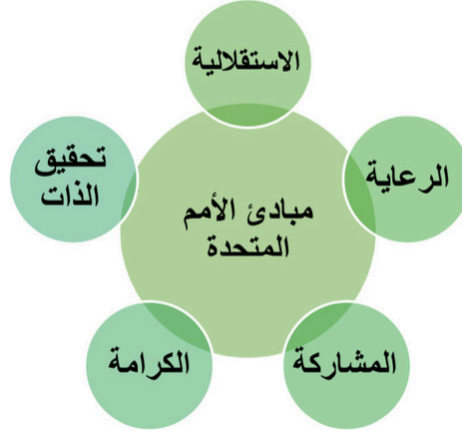 الاستقلالية
الرعاية
المشاركة
الكرامة
تحقيق
الذات
مبادئ الأمم
المتحدة